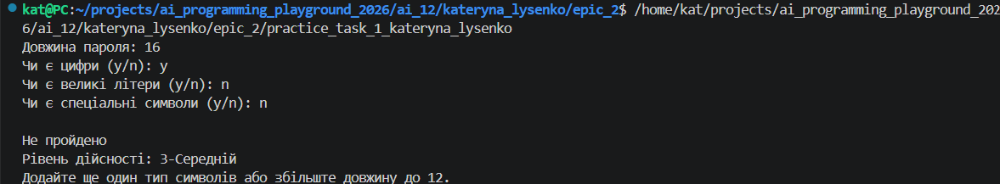 kat@PC:~/projects/ai_programming_playground_2026/ai_12/kateryna_lysenko/epic_2$ /home/kat/projects/ai_programming_playground_202
6/ai_12/kateryna_lysenko/epic_2/practice_task_1_kateryna_lysenko
Довжина пароля: 16
Чи є цифри (y/n): y
Чи є великі літери (y/n): n
Чи є спеціальні символи (y/n): n
Не пройдено
Рівень дійсності: 3-Середній
Додайте ще один тип символів або збільште довжину до 12.